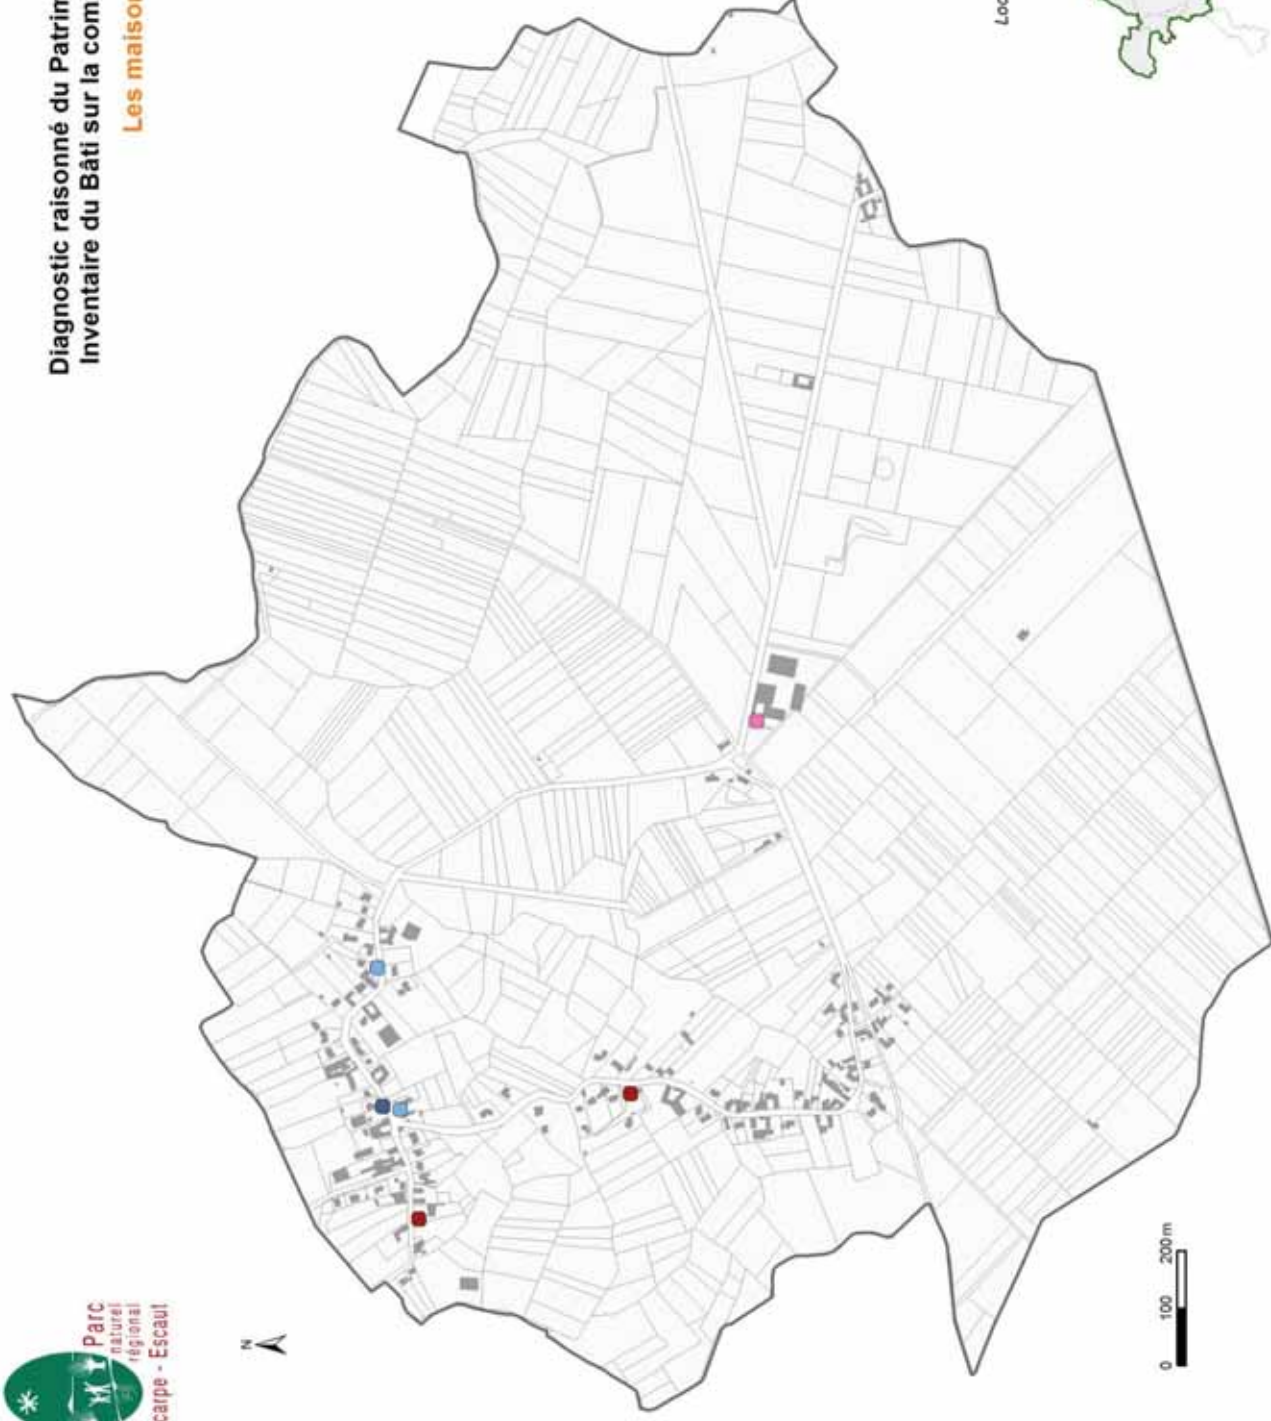 Diagnostic raisonné du Patrim
Inventaire du Bâti sur la com
Les maison
Parc
naturel
régional
carpe - Escaut
N
0 100 200 m
Loc